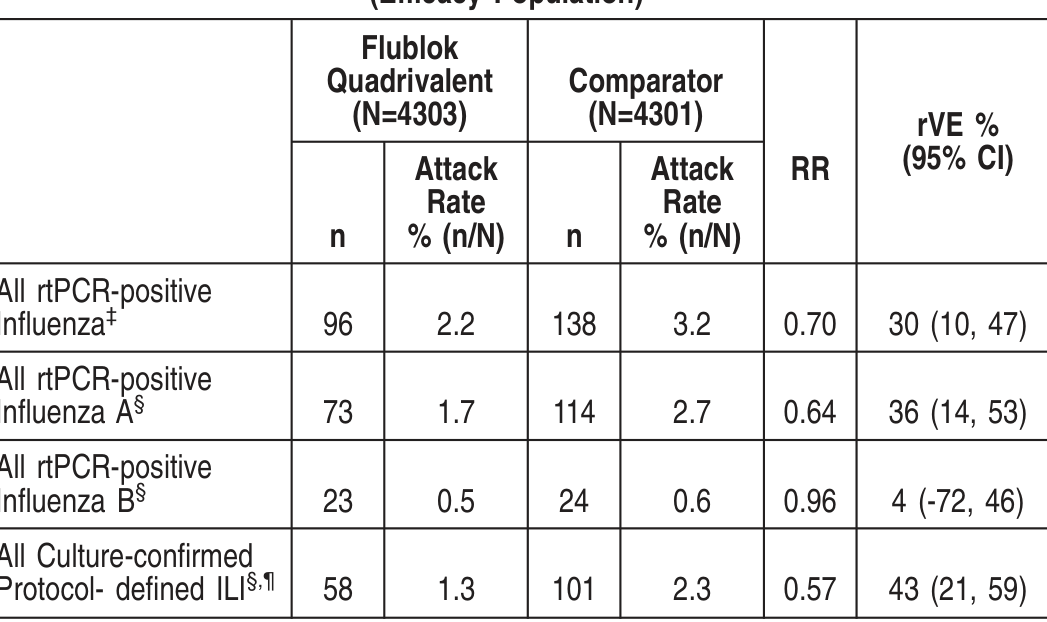 (Efficacy Population)
Flublok
Quadrivalent
(N=4303)
Comparator
(N=4301)
RR
rVE %
(95% CI)
n
Attack
Rate
% (n/N)
n
Attack
Rate
% (n/N)
All rtPCR-positive
Influenza‡
96 2.2 138 3.2 0.70 30 (10, 47)
All rtPCR-positive
Influenza A§
73 1.7 114 2.7 0.64 36 (14, 53)
All rtPCR-positive
Influenza B§
23 0.5 24 0.6 0.96 4 (-72, 46)
All Culture-confirmed
Protocol- defined ILI§,¶
58 1.3 101 2.3 0.57 43 (21, 59)